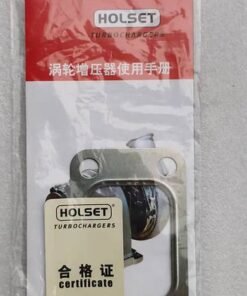 HOLSET
TURBOCHARGERS
涡轮增压器使用手册
HOLSET
TURBOCHARGERS
合格证
certificate